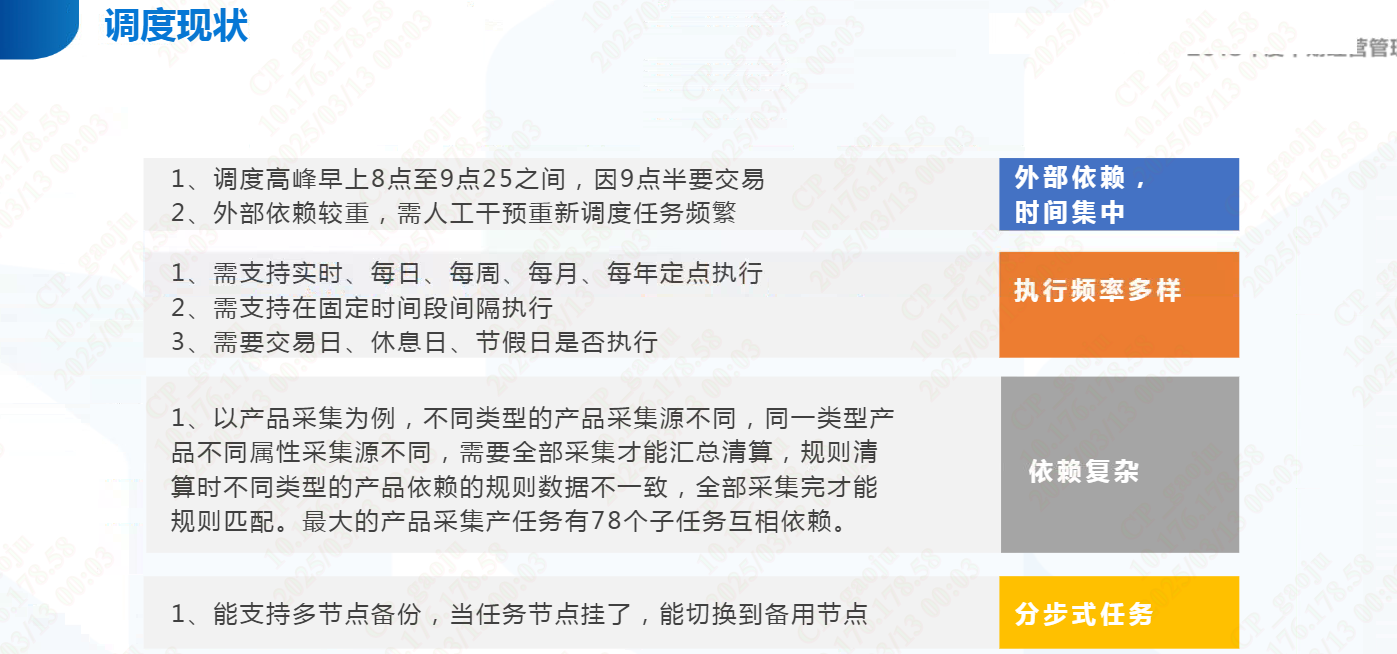 调度现状
1、调度高峰早上8点至9点25之间，因9点半要交易
2、外部依赖较重，需人工干预重新调度任务频繁
外部依赖，
时间集中
1、需支持实时、每日、每周、每月、每年定点执行
2、需支持在固定时间段间隔执行
3、需要交易日、休息日、节假日是否执行
执行频率多样
1、以产品采集为例，不同类型的产品采集源不同，同一类型产
品不同属性采集源不同，需要全部采集才能汇总清算，规则清
算时不同类型的产品依赖的规则数据不一致，全部采集完才能
规则匹配。最大的产品采集产任务有78个子任务互相依赖。
依赖复杂
1、能支持多节点备份，当任务节点挂了，能切换到备用节点
分步式任务
CP_gaoju
10.176.178.58
2025/03/13 00:03